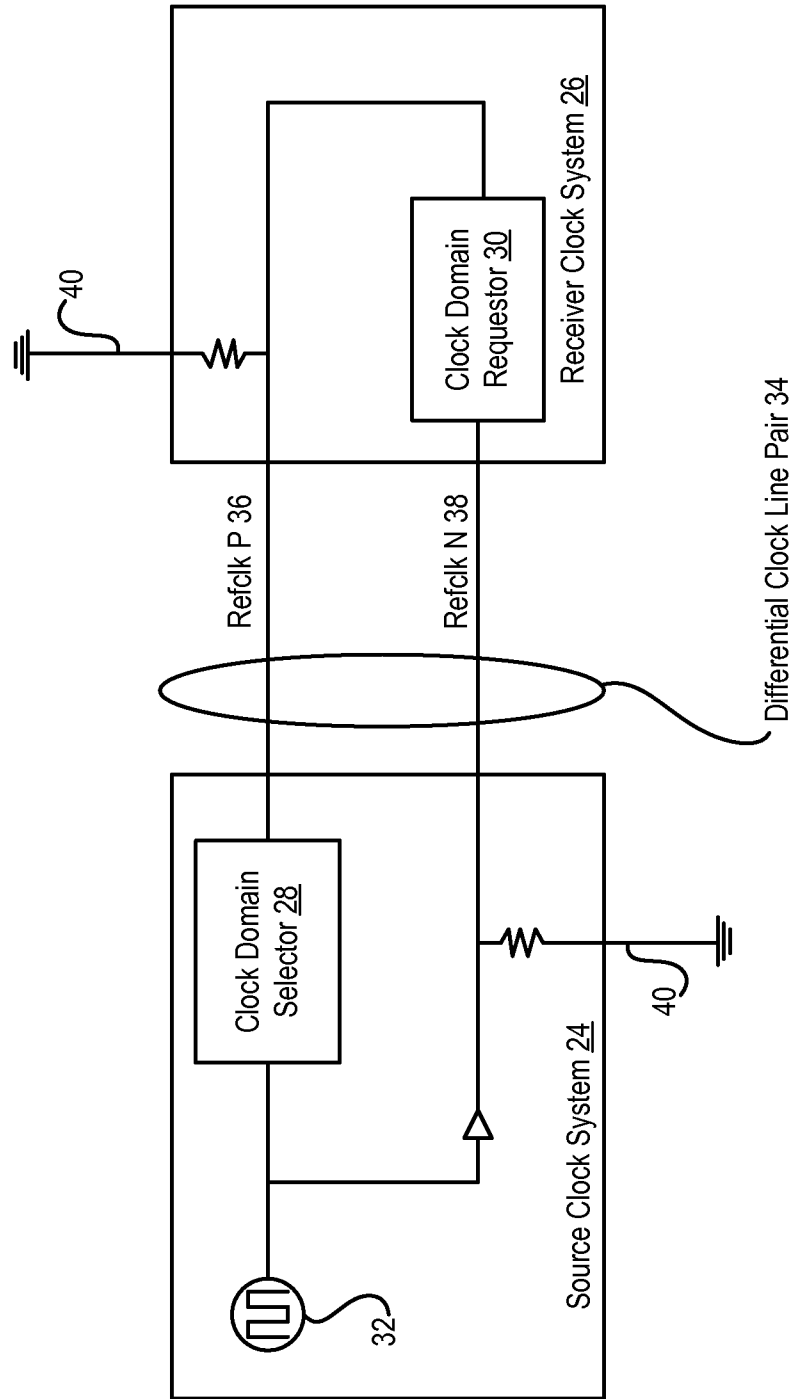 40
Clock Domain
Requestor 30
Receiver Clock System 26
Refclk P 36
Refclk N 38
Differential Clock Line Pair 34
Clock Domain
Selector 28
40
Source Clock System 24
32